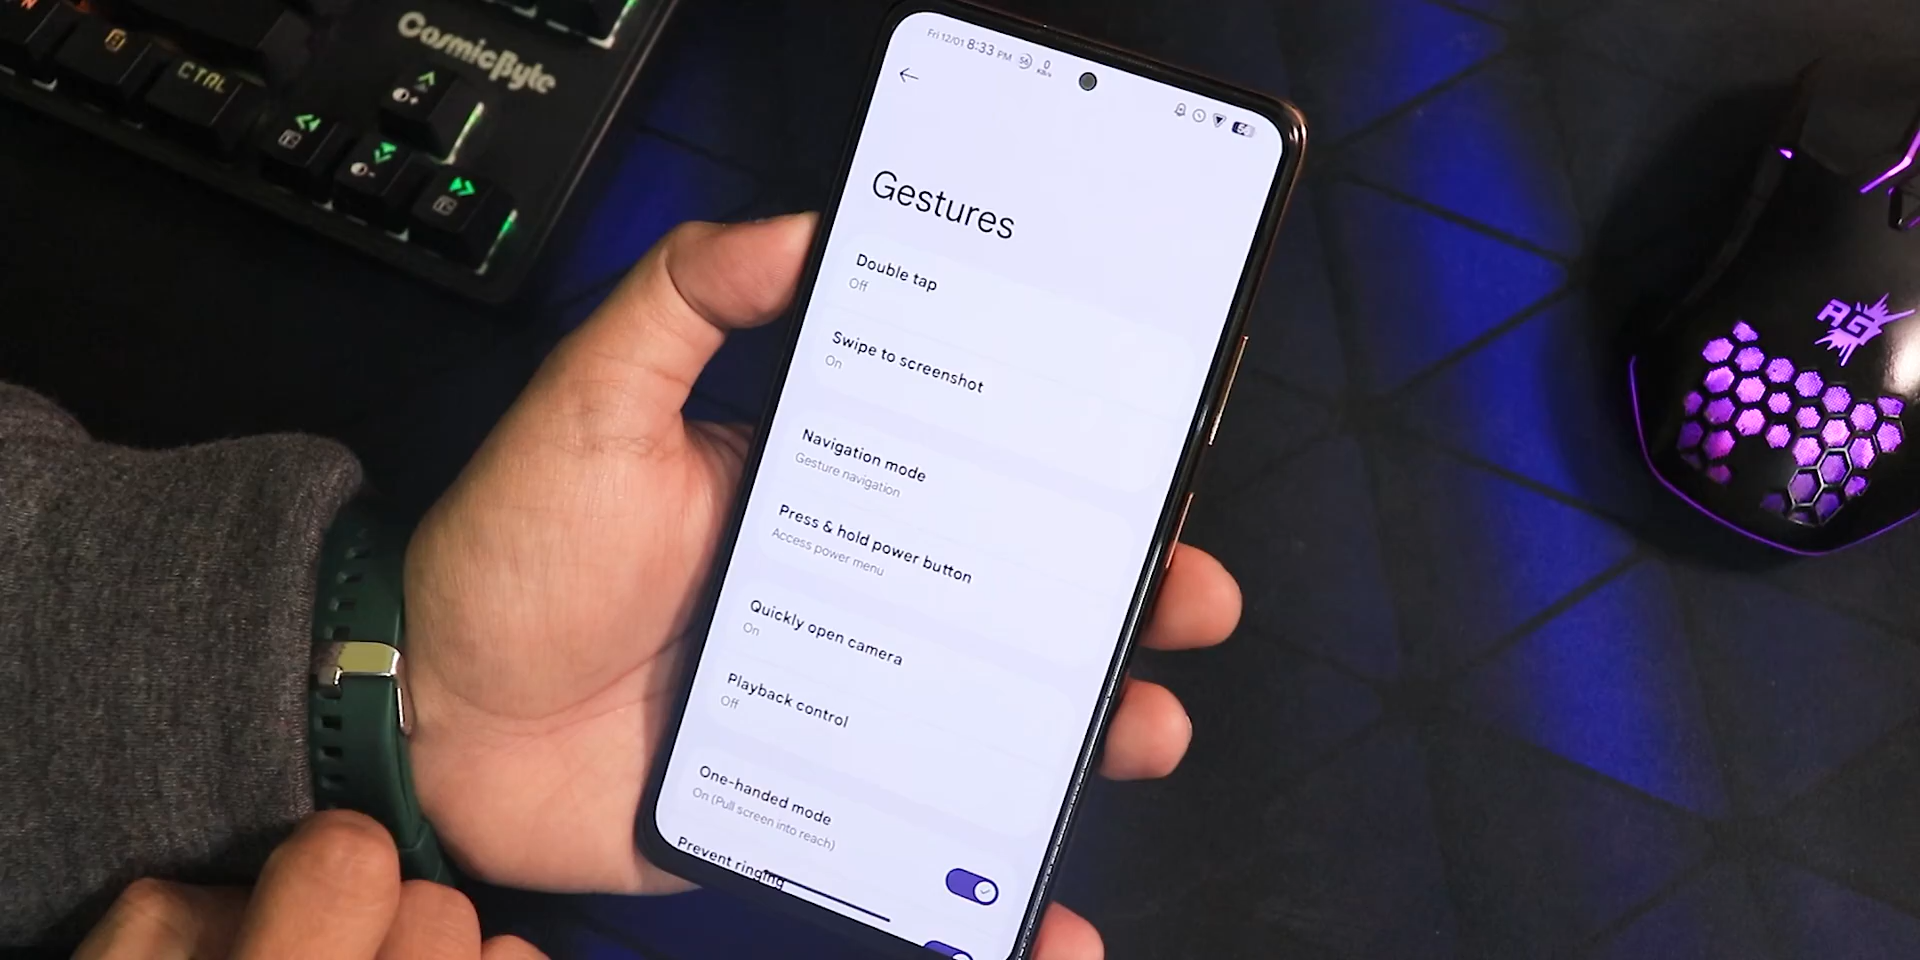 CosmicByte
CTRL
Fri 12/01 8:33 PM 56 0 KB/s
Gestures
Double tap
Off
Swipe to screenshot
On
Navigation mode
Gesture navigation
Press & hold power button
Access power menu
Quickly open camera
On
Playback control
Off
One-handed mode
On (Pull screen into reach)
Prevent ringing